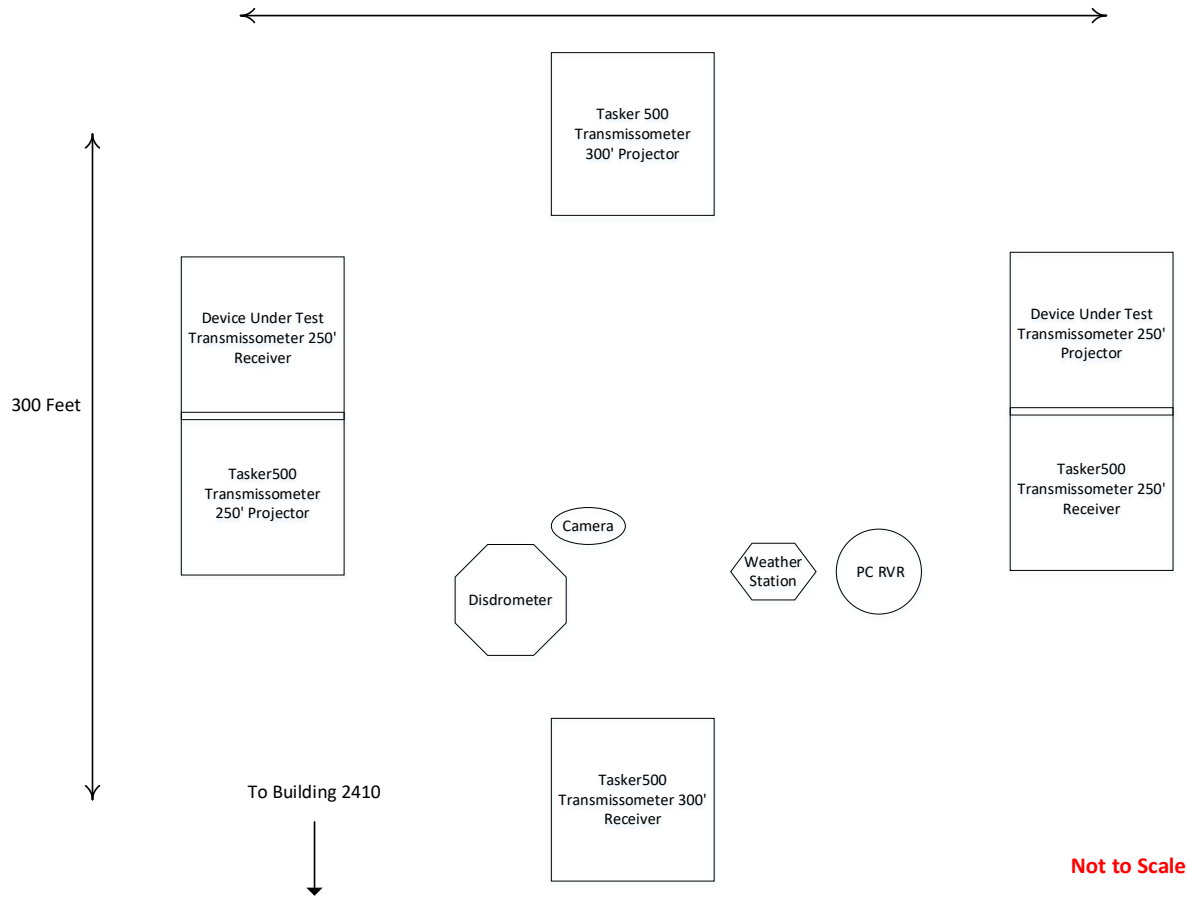 Tasker 500
Transmissometer
300' Projector
Device Under Test
Transmissometer 250'
Receiver
Device Under Test
Transmissometer 250'
Projector
300 Feet
Tasker500
Transmissometer
250' Projector
Tasker500
Transmissometer 250'
Receiver
Camera
Weather
Station
PC RVR
Disdrometer
To Building 2410
Tasker500
Transmissometer 300'
Receiver
Not to Scale